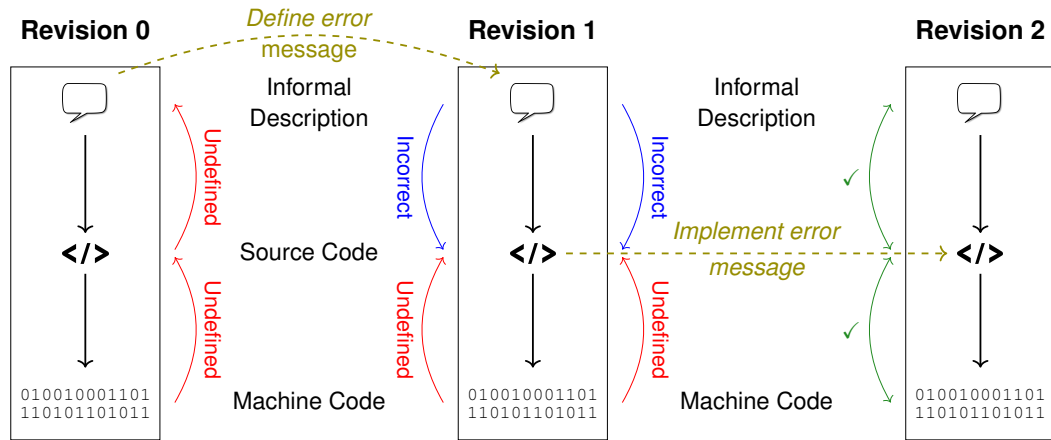 Define error
message
Revision 0
Revision 1
Revision 2
Informal
Description
Informal
Description
Undefined
Incorrect
Incorrect
✓
</>
Source Code
</>
Implement error
message
</>
Undefined
Undefined
Undefined
✓
010010001101
110101101011
Machine Code
010010001101
110101101011
Machine Code
010010001101
110101101011